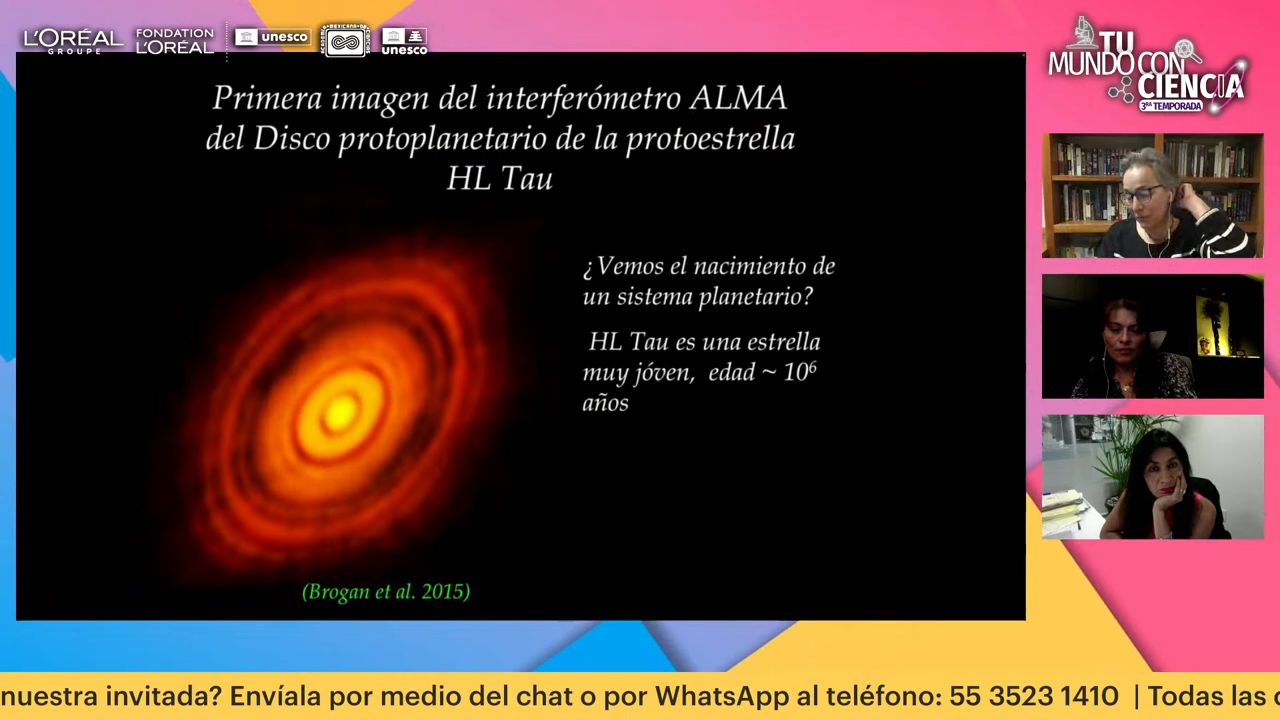 L'ORÉAL
GROUPE
FONDATION
L'ORÉAL
unesco
unesco
TU
MUNDO CON
CIENCIA
3RA TEMPORADA
Primera imagen del interferómetro ALMA
del Disco protoplanetario de la protoestrella
HL Tau
¿Vemos el nacimiento de
un sistema planetario?
HL Tau es una estrella
muy jóven, edad ~ 10⁶
años
(Brogan et al. 2015)
nuestra invitada? Envíala por medio del chat o por WhatsApp al teléfono: 55 3523 1410 | Todas las